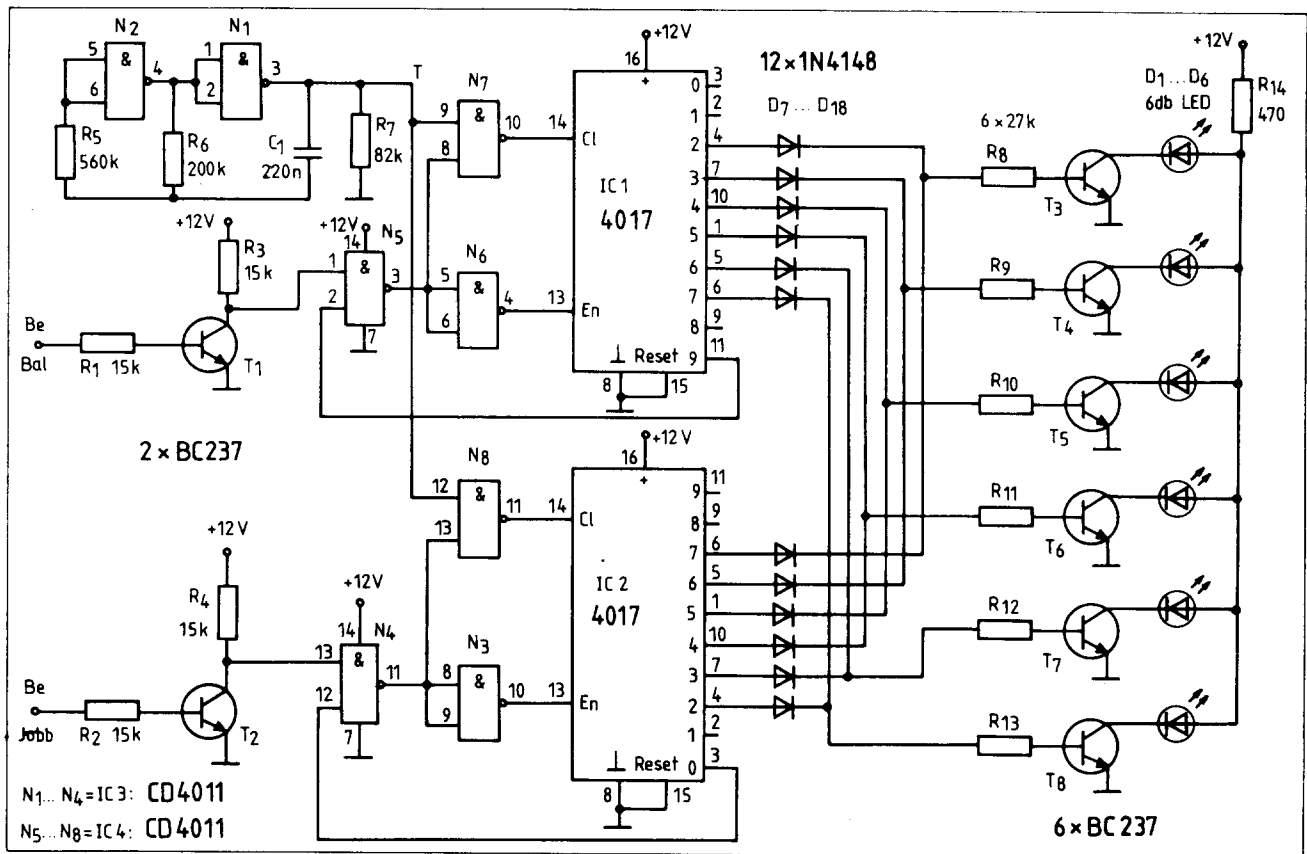 N2
N1
5
6
&
4
1
2
&
3
T
R5
560k
R6
200k
C1
220n
R7
82k
+12V
R3
15k
Be
Bal
R1 15k
T1
2 × BC237
+12V
14
N5
1
2
&
3
7
N7
9
8
&
10
N6
5
6
&
4
+12V
16
+
14
Cl
IC1
4017
13
En
⊥ Reset
8
15
0 3
1 2
2 4
3 7
4 10
5 1
6 5
7 6
8 9
9 11
12×1N4148
D7 ... D18
6 × 27k
R8
T3
R9
T4
R10
T5
R11
T6
R12
T7
R13
T8
D1...D6
6db LED
+12V
R14
470
6×BC237
+12V
R4
15k
Be
Jobb
R2 15k
T2
+12V
14
N4
13
12
&
11
7
N8
12
13
&
11
N3
8
9
&
10
+12V
16
+
14
Cl
IC 2
4017
13
En
⊥ Reset
8
15
9 11
8 9
7 6
6 5
5 1
4 10
3 7
2 4
1 2
0 3
N1... N4=IC3: CD4011
N5...N8=IC4: CD4011